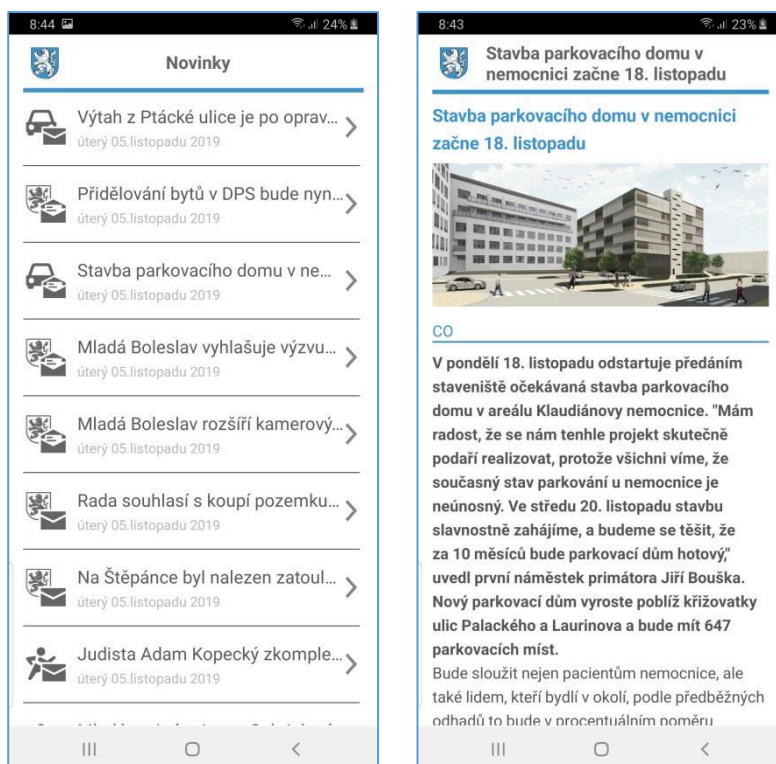 8:44
24%
Novinky
Výtah z Ptácké ulice je po oprav...
úterý 05.listopadu 2019
Přidělování bytů v DPS bude nyn...
úterý 05.listopadu 2019
Stavba parkovacího domu v ne...
úterý 05.listopadu 2019
Mladá Boleslav vyhlašuje výzvu...
úterý 05.listopadu 2019
Mladá Boleslav rozšíří kamerový...
úterý 05.listopadu 2019
Rada souhlasí s koupí pozemku...
úterý 05.listopadu 2019
Na Štěpánce byl nalezen zatoul...
úterý 05.listopadu 2019
Judista Adam Kopecký zkomple...
úterý 05.listopadu 2019
8:43
23%
Stavba parkovacího domu v
nemocnici začne 18. listopadu
Stavba parkovacího domu v nemocnici
začne 18. listopadu
CO
V pondělí 18. listopadu odstartuje předáním
staveniště očekávaná stavba parkovacího
domu v areálu Klaudiánovy nemocnice. "Mám
radost, že se nám tenhle projekt skutečně
podaří realizovat, protože všichni víme, že
současný stav parkování u nemocnice je
neúnosný. Ve středu 20. listopadu stavbu
slavnostně zahájíme, a budeme se těšit, že
za 10 měsíců bude parkovací dům hotový,"
uvedl první náměstek primátora Jiří Bouška.
Nový parkovací dům vyroste poblíž křižovatky
ulic Palackého a Laurinova a bude mít 647
parkovacích míst.
Bude sloužit nejen pacientům nemocnice, ale
také lidem, kteří bydlí v okolí, podle předběžných
odhadů to bude v procentuálním poměru